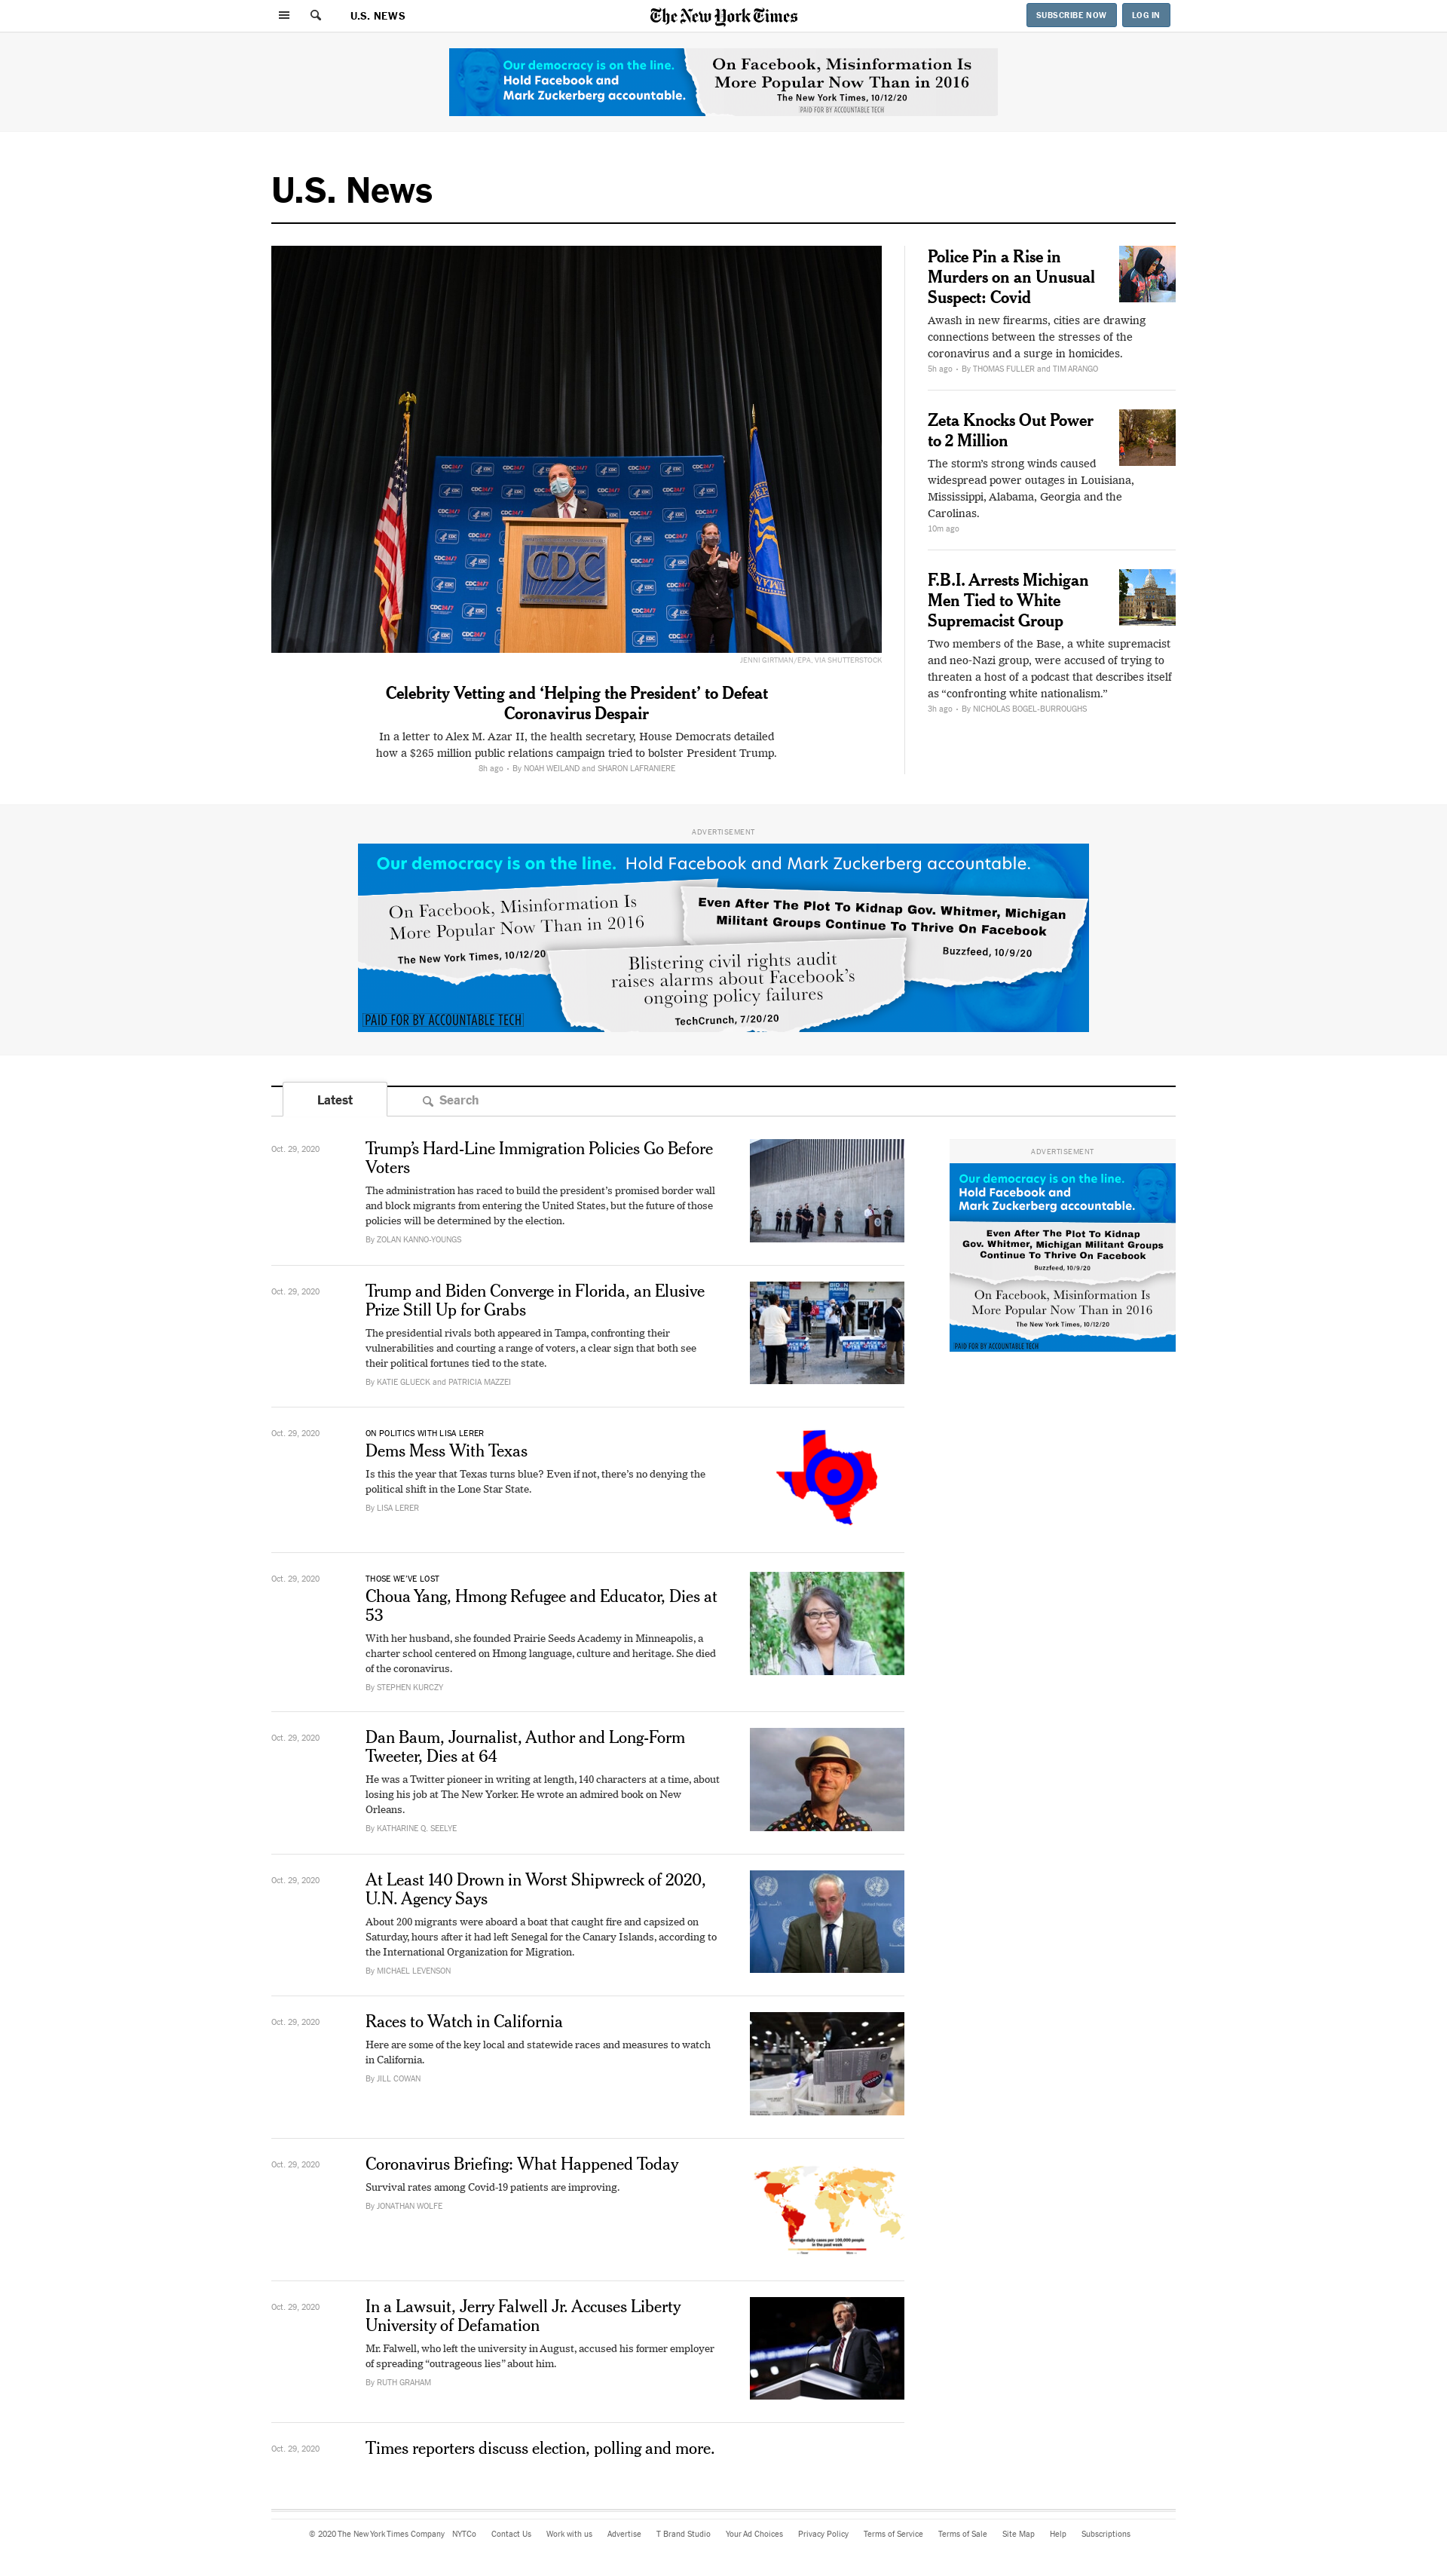 U.S. NEWS
The New York Times
SUBSCRIBE NOW
LOG IN
Our democracy is on the line.
Hold Facebook and
Mark Zuckerberg accountable.
On Facebook, Misinformation Is
More Popular Now Than in 2016
The New York Times, 10/12/20
PAID FOR BY ACCOUNTABLE TECH
U.S. News
CDC
JENNI GIRTMAN/EPA, VIA SHUTTERSTOCK
Celebrity Vetting and ‘Helping the President’ to Defeat
Coronavirus Despair
In a letter to Alex M. Azar II, the health secretary, House Democrats detailed
how a $265 million public relations campaign tried to bolster President Trump.
8h ago • By NOAH WEILAND and SHARON LAFRANIERE
Police Pin a Rise in
Murders on an Unusual
Suspect: Covid
Awash in new firearms, cities are drawing
connections between the stresses of the
coronavirus and a surge in homicides.
5h ago • By THOMAS FULLER and TIM ARANGO
Zeta Knocks Out Power
to 2 Million
The storm’s strong winds caused
widespread power outages in Louisiana,
Mississippi, Alabama, Georgia and the
Carolinas.
10m ago
F.B.I. Arrests Michigan
Men Tied to White
Supremacist Group
Two members of the Base, a white supremacist
and neo-Nazi group, were accused of trying to
threaten a host of a podcast that describes itself
as “confronting white nationalism.”
3h ago • By NICHOLAS BOGEL-BURROUGHS
ADVERTISEMENT
Our democracy is on the line. Hold Facebook and Mark Zuckerberg accountable.
On Facebook, Misinformation Is
More Popular Now Than in 2016
The New York Times, 10/12/20
Even After The Plot To Kidnap Gov. Whitmer, Michigan
Militant Groups Continue To Thrive On Facebook
Buzzfeed, 10/9/20
Blistering civil rights audit
raises alarms about Facebook’s
ongoing policy failures
TechCrunch, 7/20/20
PAID FOR BY ACCOUNTABLE TECH
Latest
Search
Oct. 29, 2020
Trump’s Hard-Line Immigration Policies Go Before
Voters
The administration has raced to build the president’s promised border wall
and block migrants from entering the United States, but the future of those
policies will be determined by the election.
By ZOLAN KANNO-YOUNGS
ADVERTISEMENT
Our democracy is on the line.
Hold Facebook and
Mark Zuckerberg accountable.
Even After The Plot To Kidnap
Gov. Whitmer, Michigan Militant Groups
Continue To Thrive On Facebook
Buzzfeed, 10/9/20
On Facebook, Misinformation Is
More Popular Now Than in 2016
The New York Times, 10/12/20
PAID FOR BY ACCOUNTABLE TECH
Oct. 29, 2020
Trump and Biden Converge in Florida, an Elusive
Prize Still Up for Grabs
The presidential rivals both appeared in Tampa, confronting their
vulnerabilities and courting a range of voters, a clear sign that both see
their political fortunes tied to the state.
By KATIE GLUECK and PATRICIA MAZZEI
Oct. 29, 2020
ON POLITICS WITH LISA LERER
Dems Mess With Texas
Is this the year that Texas turns blue? Even if not, there’s no denying the
political shift in the Lone Star State.
By LISA LERER
Oct. 29, 2020
THOSE WE’VE LOST
Choua Yang, Hmong Refugee and Educator, Dies at
53
With her husband, she founded Prairie Seeds Academy in Minneapolis, a
charter school centered on Hmong language, culture and heritage. She died
of the coronavirus.
By STEPHEN KURCZY
Oct. 29, 2020
Dan Baum, Journalist, Author and Long-Form
Tweeter, Dies at 64
He was a Twitter pioneer in writing at length, 140 characters at a time, about
losing his job at The New Yorker. He wrote an admired book on New
Orleans.
By KATHARINE Q. SEELYE
Oct. 29, 2020
At Least 140 Drown in Worst Shipwreck of 2020,
U.N. Agency Says
About 200 migrants were aboard a boat that caught fire and capsized on
Saturday, hours after it had left Senegal for the Canary Islands, according to
the International Organization for Migration.
By MICHAEL LEVENSON
Oct. 29, 2020
Races to Watch in California
Here are some of the key local and statewide races and measures to watch
in California.
By JILL COWAN
Oct. 29, 2020
Coronavirus Briefing: What Happened Today
Survival rates among Covid-19 patients are improving.
By JONATHAN WOLFE
Average daily cases per 100,000 people
in the past week
Oct. 29, 2020
In a Lawsuit, Jerry Falwell Jr. Accuses Liberty
University of Defamation
Mr. Falwell, who left the university in August, accused his former employer
of spreading “outrageous lies” about him.
By RUTH GRAHAM
Oct. 29, 2020
Times reporters discuss election, polling and more.
© 2020 The New York Times Company NYTCo Contact Us Work with us Advertise T Brand Studio Your Ad Choices Privacy Policy Terms of Service Terms of Sale Site Map Help Subscriptions